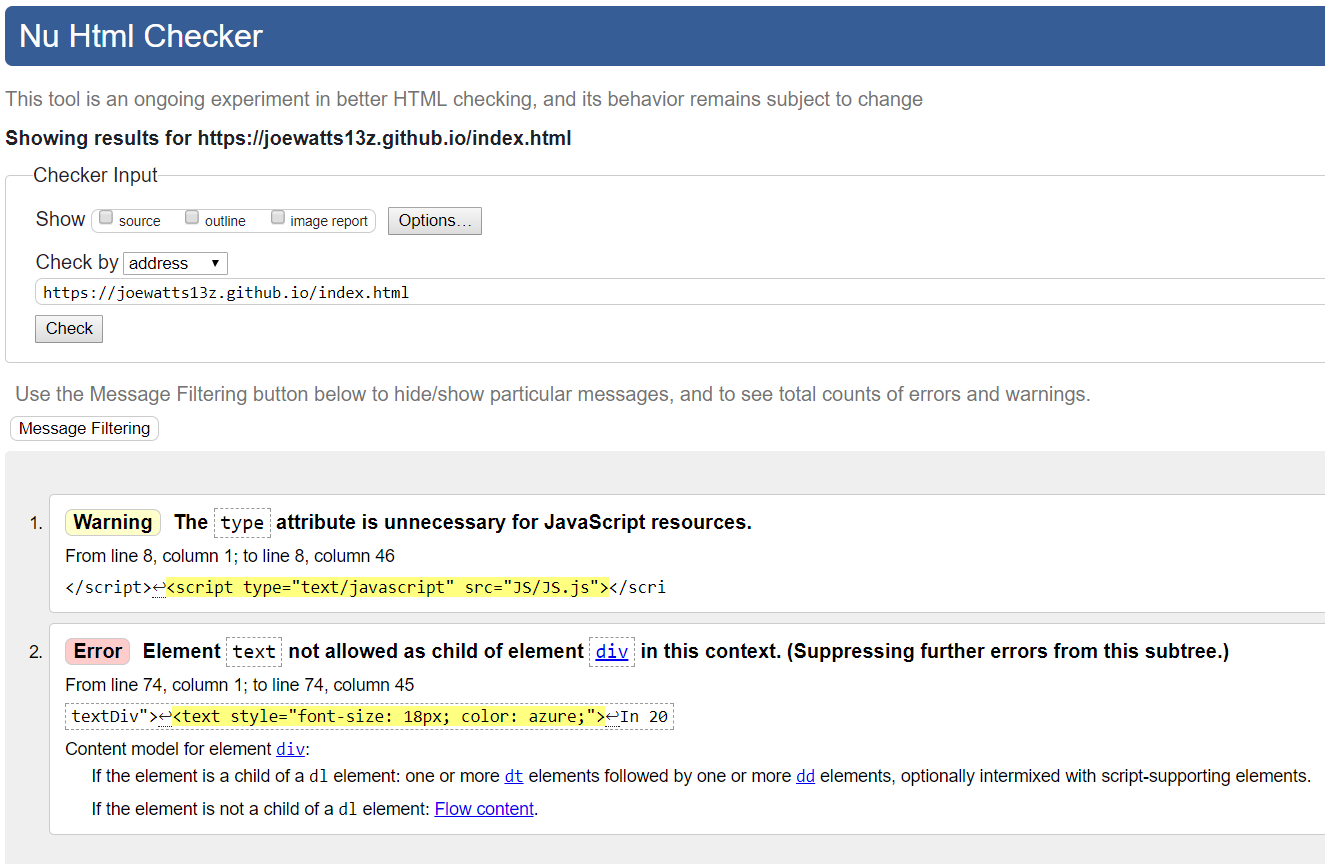 Nu Html Checker
This tool is an ongoing experiment in better HTML checking, and its behavior remains subject to change
Showing results for https://joewatts13z.github.io/index.html
Checker Input
Show source outline image report Options…
Check by address ▼
https://joewatts13z.github.io/index.html
Check
Use the Message Filtering button below to hide/show particular messages, and to see total counts of errors and warnings.
Message Filtering
1. Warning The type attribute is unnecessary for JavaScript resources.
From line 8, column 1; to line 8, column 46
</script>↩<script type="text/javascript" src="JS/JS.js"></scri
2. Error Element text not allowed as child of element div in this context. (Suppressing further errors from this subtree.)
From line 74, column 1; to line 74, column 45
textDiv">↩<text style="font-size: 18px; color: azure;">↩In 20
Content model for element div:
If the element is a child of a dl element: one or more dt elements followed by one or more dd elements, optionally intermixed with script-supporting elements.
If the element is not a child of a dl element: Flow content.